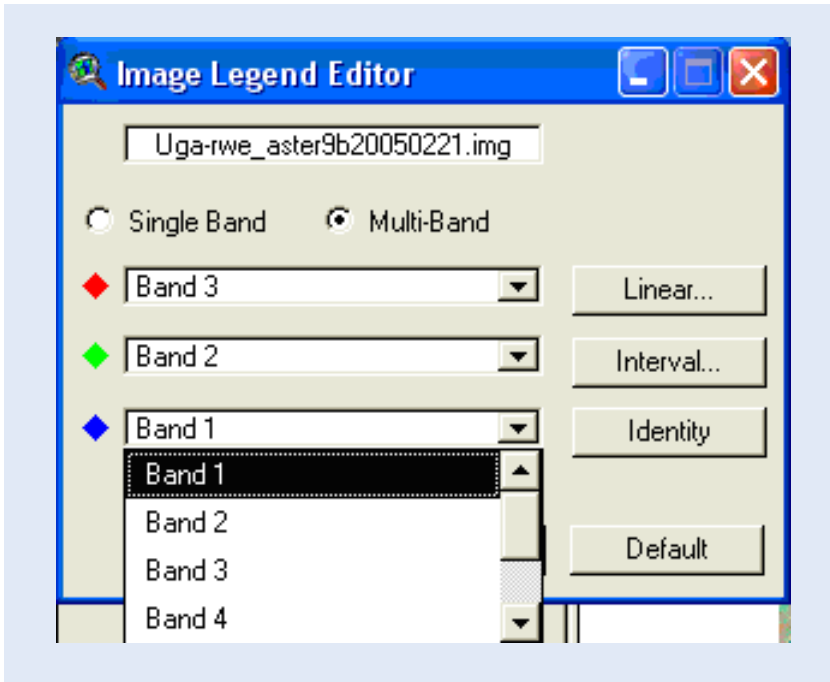 Image Legend Editor
Uga-rwe_aster9b20050221.img
Single Band Multi-Band
Band 3 Linear...
Band 2 Interval...
Band 1 Identity
Band 1
Band 2
Default
Band 3
Band 4